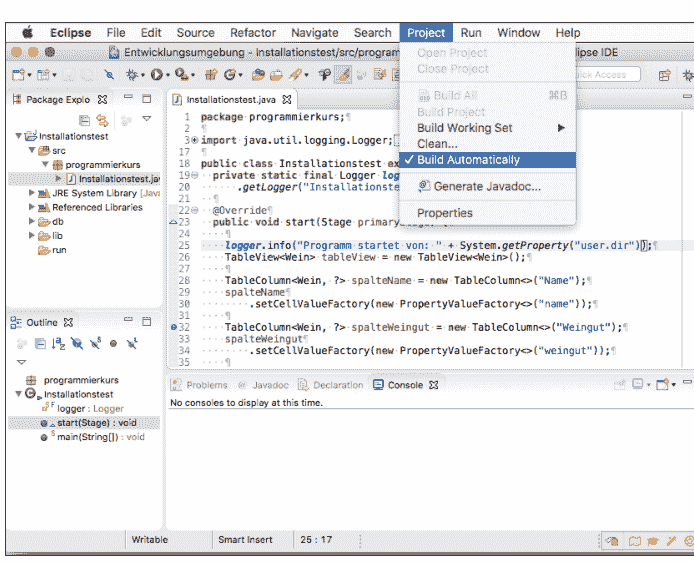 Eclipse File Edit Source Refactor Navigate Search Project Run Window Help
Entwicklungsumgebung - Installationstest/src/program
ipse IDE
Open Project
Close Project
Build All ⌘B
Build Project
Build Working Set
Clean...
✓ Build Automatically
Generate Javadoc...
Properties
ick Access
Package Explo
Installationstest
src
programmierkurs
Installationstest.jav
JRE System Library [Java
Referenced Libraries
db
lib
run
Installationstest.java
1 package programmierkurs;¶
2 ¶
3 import java.util.logging.Logger;
17 ¶
18 public class Installationstest ex
19 private static final Logger log
20 .getLogger("Installationste
21 ¶
22 @Override¶
23 public void start(Stage primaryStage) {¶
24 ¶
25 logger.info("Programm startet von: " + System.getProperty("user.dir"));¶
26 TableView<Wein> tableView = new TableView<Wein>();¶
27 ¶
28 TableColumn<Wein, ?> spalteName = new TableColumn<>("Name");¶
29 spalteName¶
30 .setCellValueFactory(new PropertyValueFactory<>("name"));¶
31 ¶
32 TableColumn<Wein, ?> spalteWeingut = new TableColumn<>("Weingut");¶
33 spalteWeingut¶
34 .setCellValueFactory(new PropertyValueFactory<>("weingut"));¶
35 ¶
Outline
programmierkurs
Installationstest
logger : Logger
start(Stage) : void
main(String[]) : void
Problems @ Javadoc Declaration Console
No consoles to display at this time.
Writable Smart Insert 25 : 17